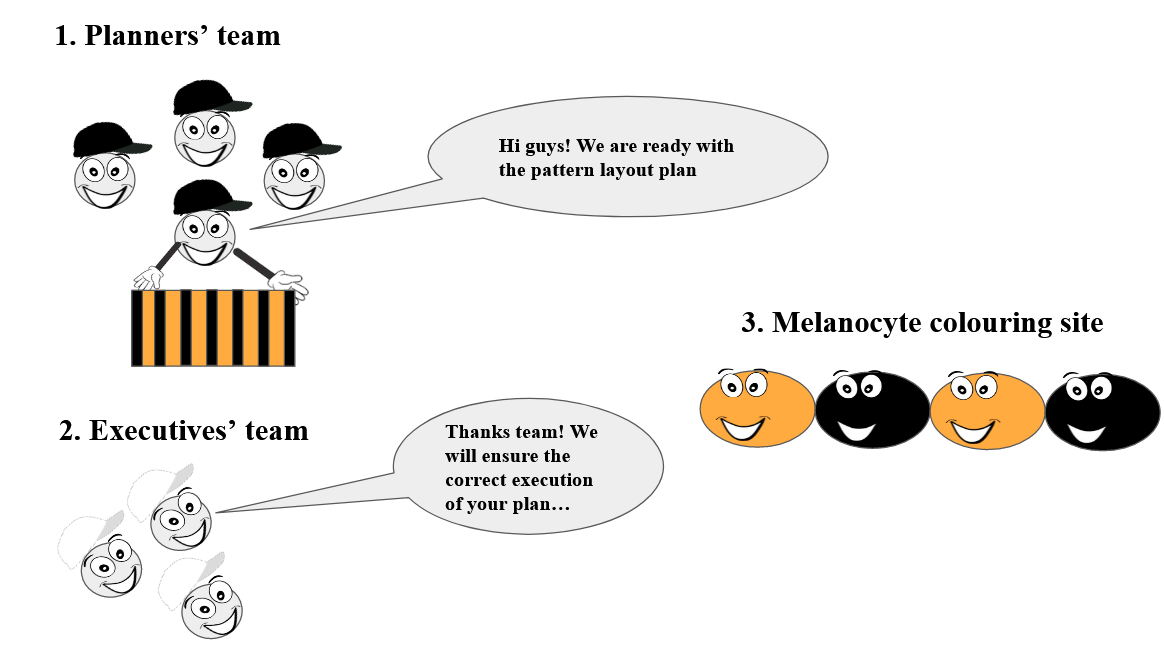 1. Planners’ team
Hi guys! We are ready with
the pattern layout plan
3. Melanocyte colouring site
2. Executives’ team
Thanks team! We
will ensure the
correct execution
of your plan…